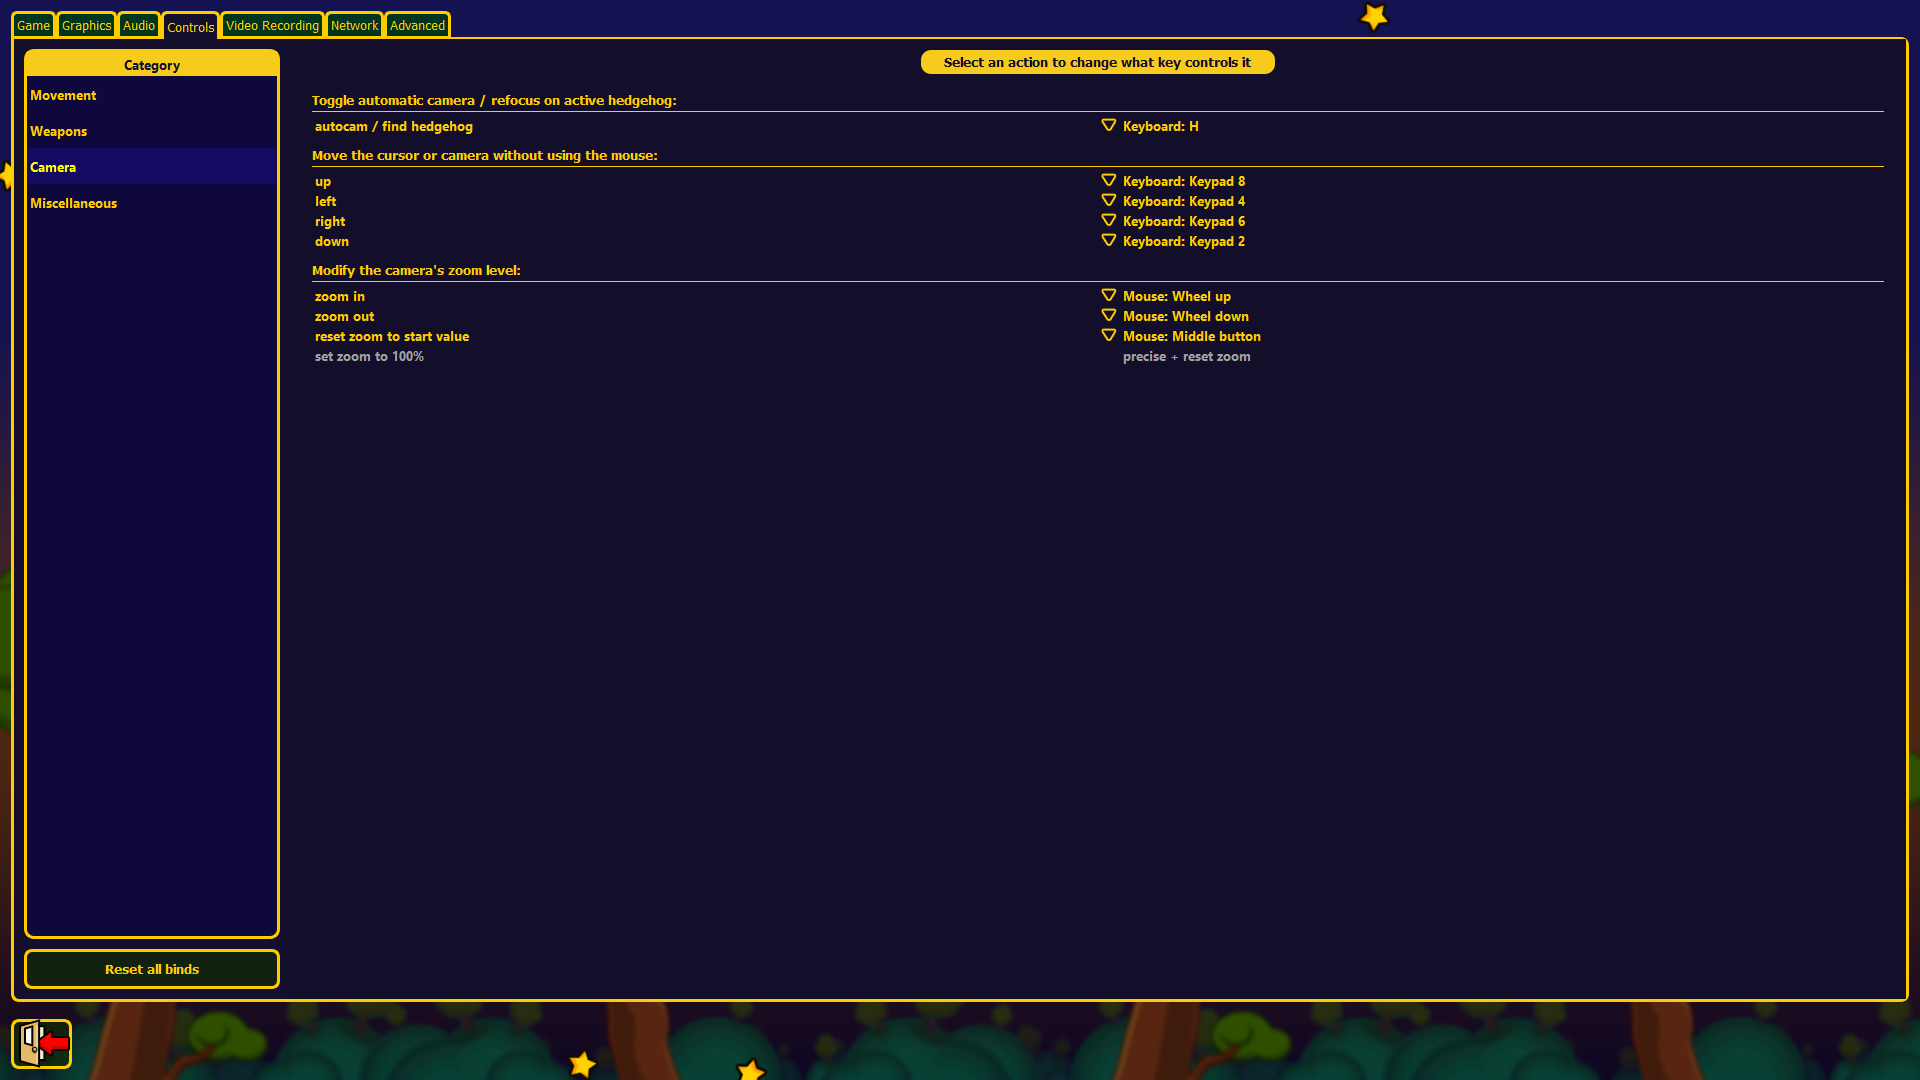 Game Graphics Audio Controls Video Recording Network Advanced
Category
Movement
Weapons
Camera
Miscellaneous
Reset all binds
Select an action to change what key controls it
Toggle automatic camera / refocus on active hedgehog:
autocam / find hedgehog Keyboard: H
Move the cursor or camera without using the mouse:
up Keyboard: Keypad 8
left Keyboard: Keypad 4
right Keyboard: Keypad 6
down Keyboard: Keypad 2
Modify the camera's zoom level:
zoom in Mouse: Wheel up
zoom out Mouse: Wheel down
reset zoom to start value Mouse: Middle button
set zoom to 100% precise + reset zoom